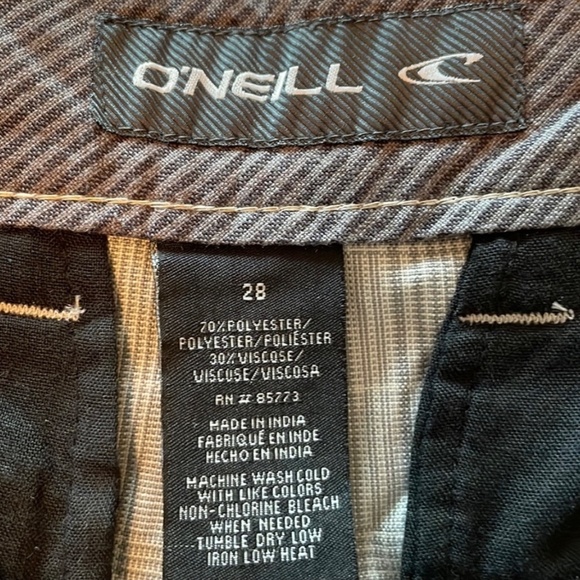 O'NEILL
28
70% POLYESTER/
POLYESTER/POLIÉSTER
30% VISCOSE/
VISCOSE/VISCOSA
RN # 85773
MADE IN INDIA
FABRIQUÉ EN INDE
HECHO EN INDIA
MACHINE WASH COLD
WITH LIKE COLORS
NON-CHLORINE BLEACH
WHEN NEEDED
TUMBLE DRY LOW
IRON LOW HEAT